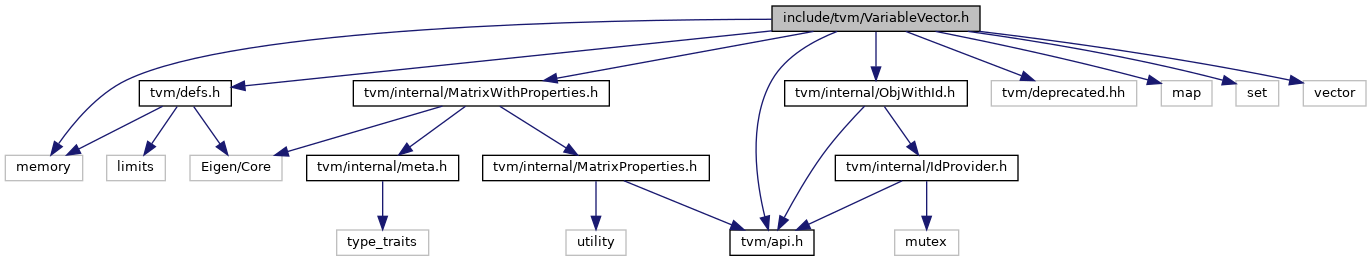 include/tvm/VariableVector.h
tvm/defs.h
tvm/internal/MatrixWithProperties.h
tvm/internal/ObjWithId.h
tvm/deprecated.hh
map
set
vector
memory
limits
Eigen/Core
tvm/internal/meta.h
tvm/internal/MatrixProperties.h
tvm/internal/IdProvider.h
type_traits
utility
tvm/api.h
mutex